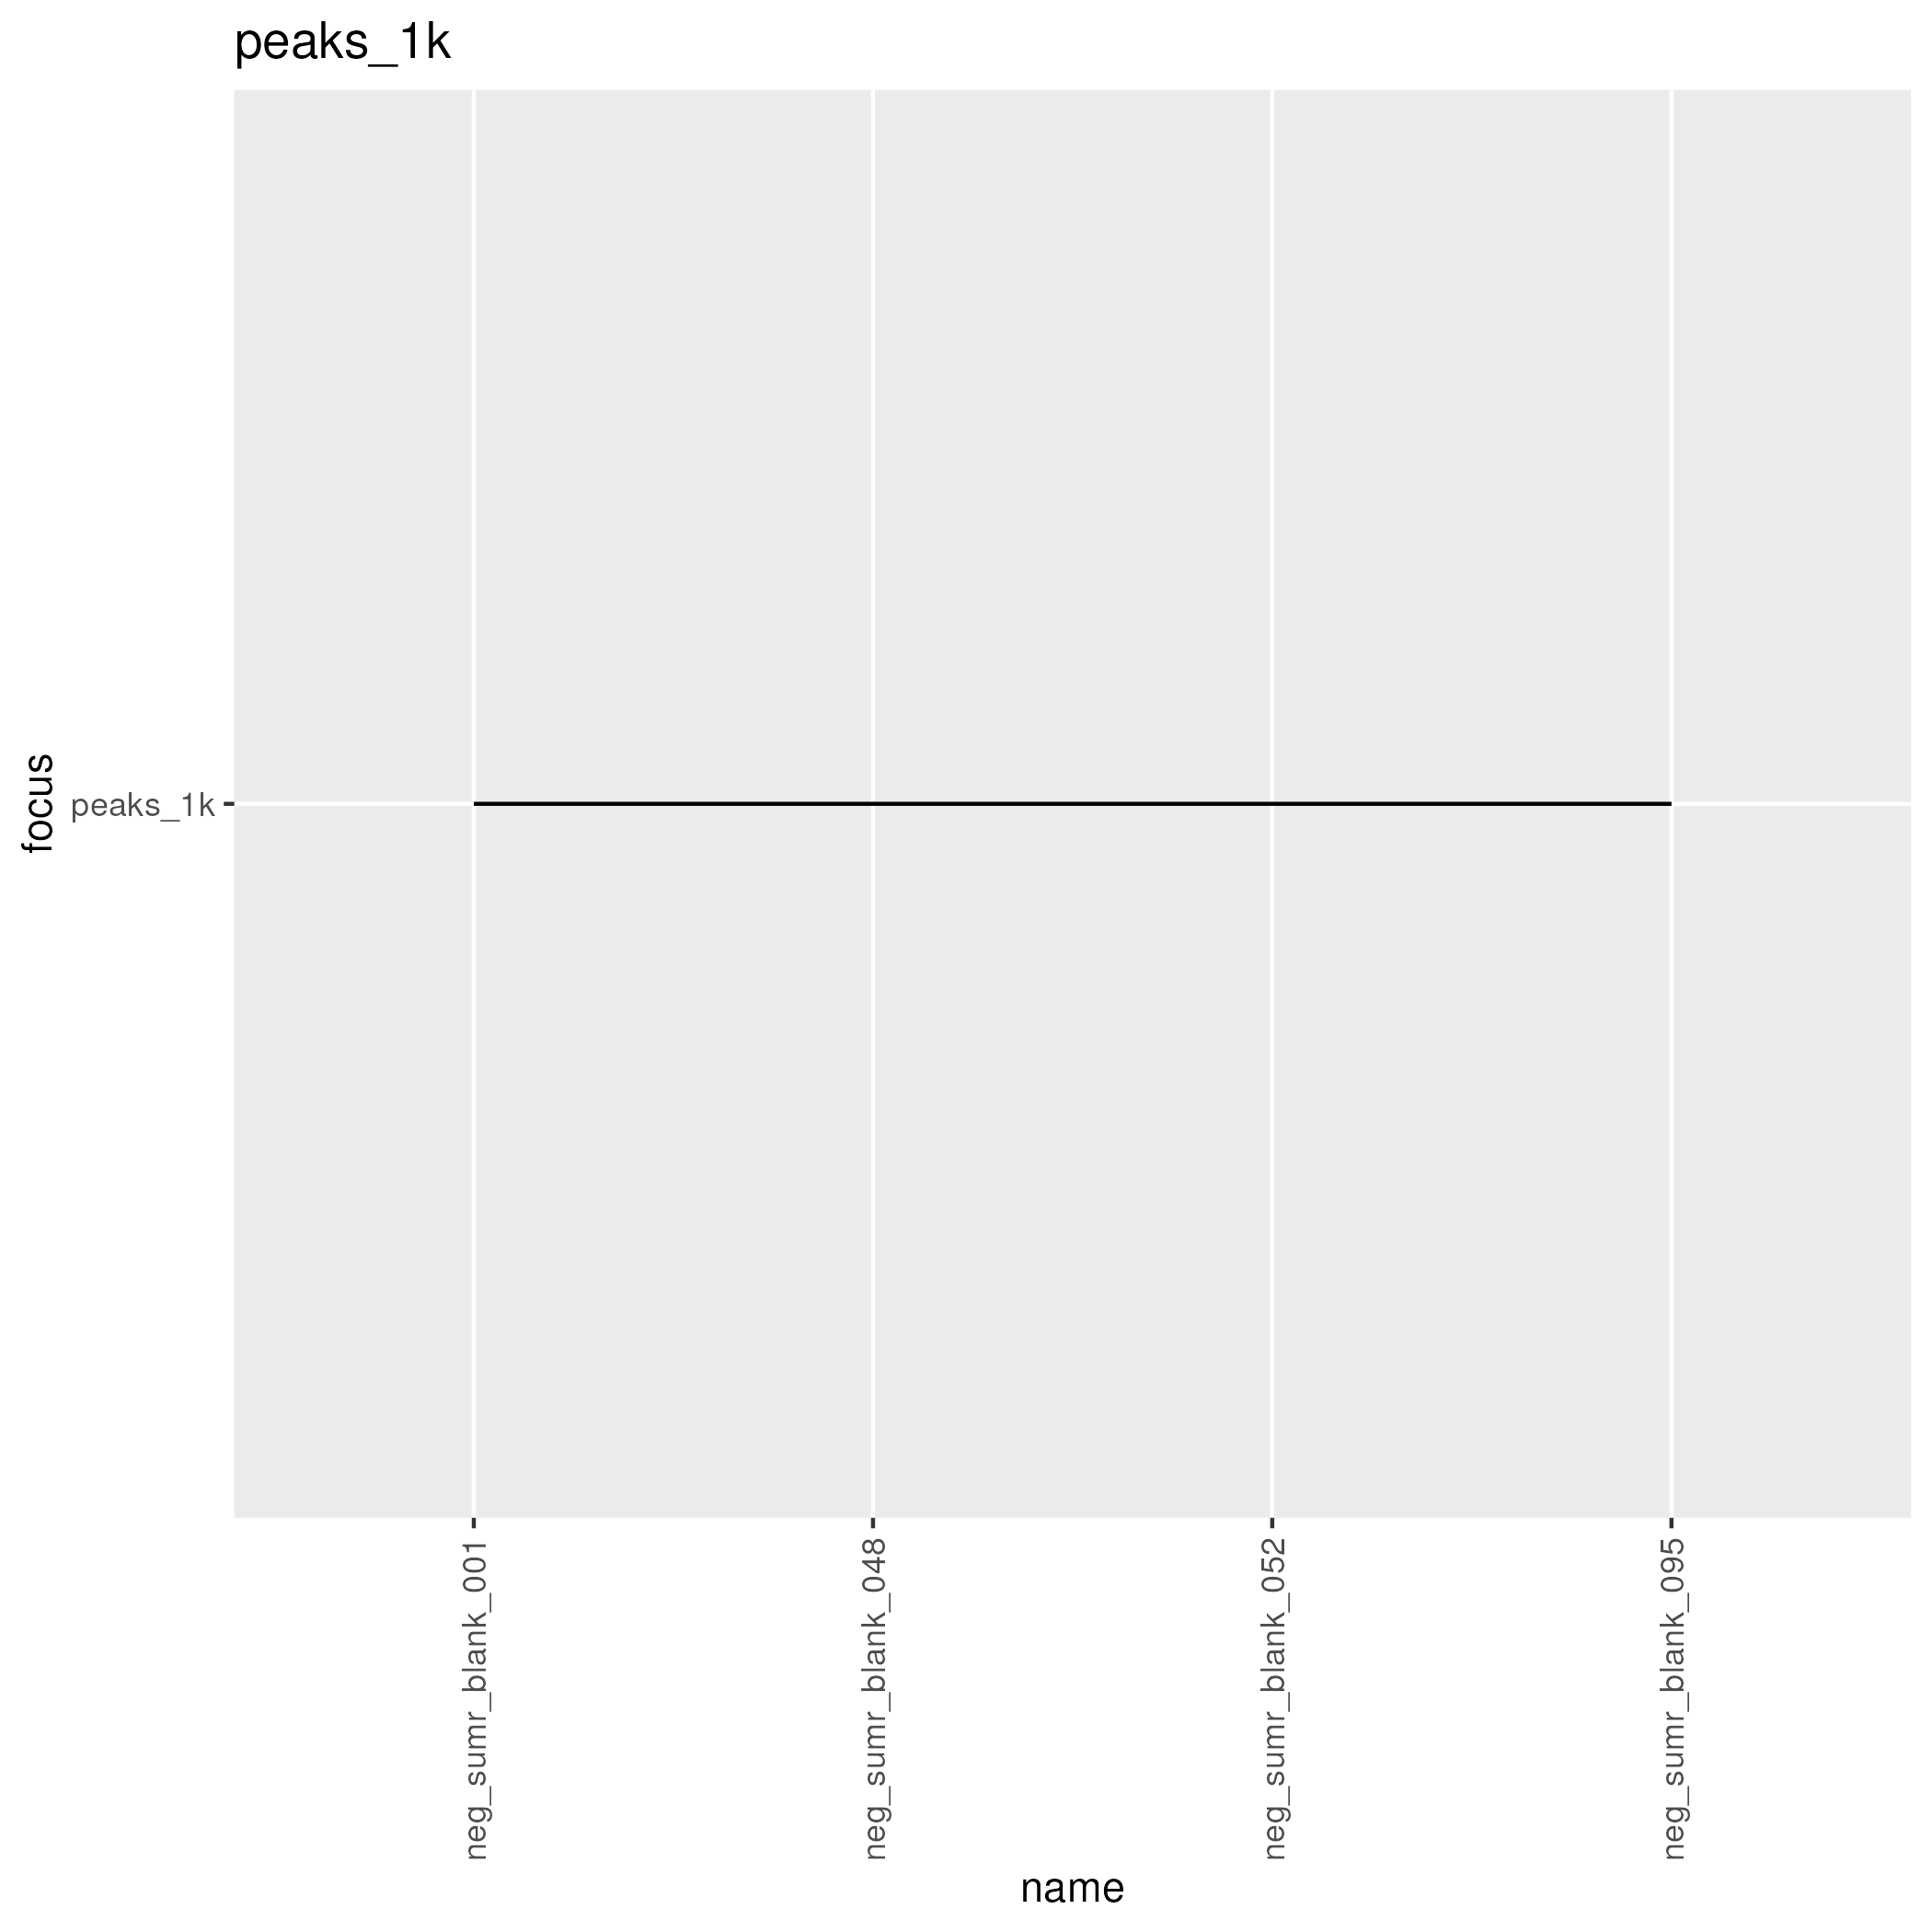 peaks_1k
focus
peaks_1k
neg_sumr_blank_001
neg_sumr_blank_048
neg_sumr_blank_052
neg_sumr_blank_095
name